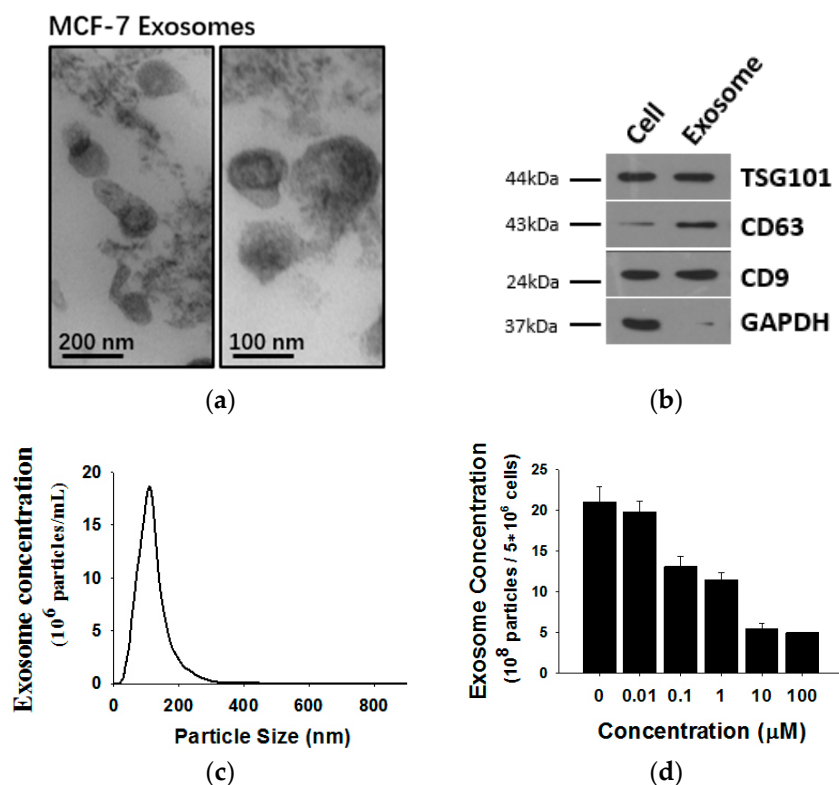 MCF-7 Exosomes
200 nm
100 nm
(a)
Cell
Exosome
44kDa
TSG101
43kDa
CD63
24kDa
CD9
37kDa
GAPDH
(b)
Exosome concentration
(10⁶ particles/mL)
20
15
10
5
0
0 200 400 600 800
Particle Size (nm)
(c)
Exosome Concentration
(10⁸ particles / 5*10⁶ cells)
25
20
15
10
5
0
0 0.01 0.1 1 10 100
Concentration (μM)
(d)